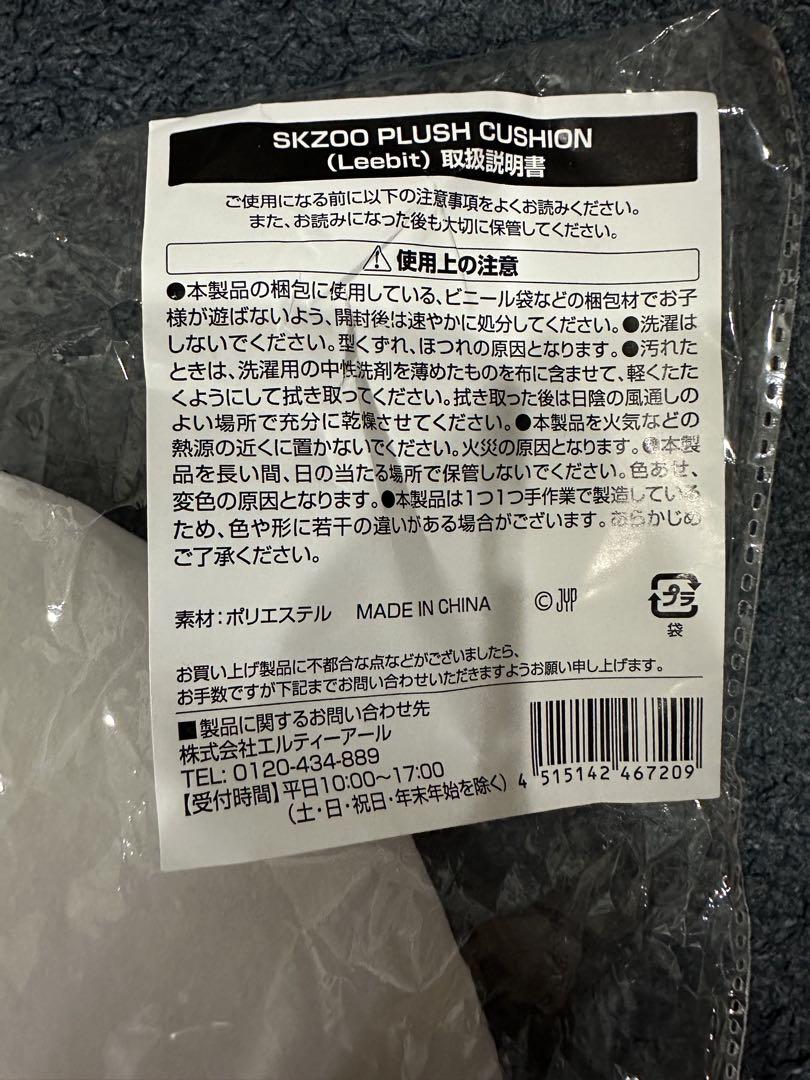 SKZOO PLUSH CUSHION
(Leebit) 取扱説明書
ご使用になる前に以下の注意事項をよくお読みください。
また、お読みになった後も大切に保管してください。
⚠使用上の注意
●本製品の梱包に使用している、ビニール袋などの梱包材でお子
様が遊ばないよう、開封後は速やかに処分してください。●洗濯は
しないでください。型くずれ、ほつれの原因となります。●汚れた
ときは、洗濯用の中性洗剤を薄めたものを布に含ませて、軽くたた
くようにして拭き取ってください。拭き取った後は日陰の風通しの
よい場所で充分に乾燥させてください。●本製品を火気などの
熱源の近くに置かないでください。火災の原因となります。●本製
品を長い間、日の当たる場所で保管しないでください。色あせ、
変色の原因となります。●本製品は1つ1つ手作業で製造している
ため、色や形に若干の違いがある場合がございます。あらかじめ
ご了承ください。
素材:ポリエステル MADE IN CHINA ©JYP
プラ
袋
お買い上げ製品に不都合な点などがございましたら、
お手数ですが下記までお問い合わせいただきますようお願い申し上げます。
■製品に関するお問い合わせ先
株式会社エルティーアール
TEL: 0120-434-889
【受付時間】平日10:00〜17:00
(土・日・祝日・年末年始を除く)
4 515142 467209